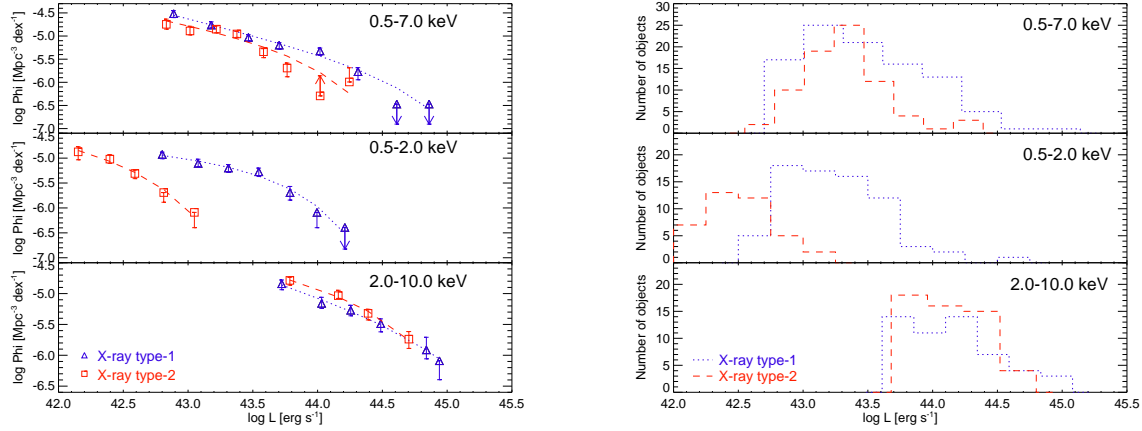 0.5-7.0 keV
log Phi [Mpc⁻³ dex⁻¹]
-4.5
-5.0
-5.5
-6.0
-6.5
-7.0
0.5-2.0 keV
log Phi [Mpc⁻³ dex⁻¹]
-4.5
-5.0
-5.5
-6.0
-6.5
2.0-10.0 keV
log Phi [Mpc⁻³ dex⁻¹]
-4.5
-5.0
-5.5
-6.0
-6.5
X-ray type-1
X-ray type-2
42.0 42.5 43.0 43.5 44.0 44.5 45.0 45.5
log L [erg s⁻¹]
0.5-7.0 keV
Number of objects
30
25
20
15
10
5
0
0.5-2.0 keV
Number of objects
20
15
10
5
0
2.0-10.0 keV
Number of objects
20
15
10
5
0
X-ray type-1
X-ray type-2
42.0 42.5 43.0 43.5 44.0 44.5 45.0 45.5
log L [erg s⁻¹]